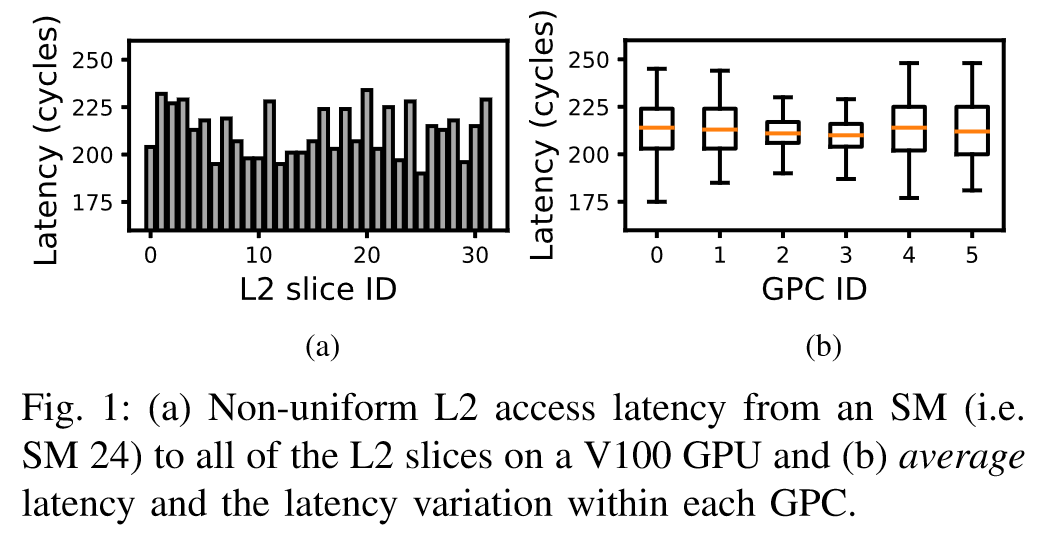 Latency (cycles)
250
225
200
175
0
10
20
30
L2 slice ID
(a)
Latency (cycles)
250
225
200
175
0
1
2
3
4
5
GPC ID
(b)
Fig. 1: (a) Non-uniform L2 access latency from an SM (i.e.
SM 24) to all of the L2 slices on a V100 GPU and (b) average
latency and the latency variation within each GPC.